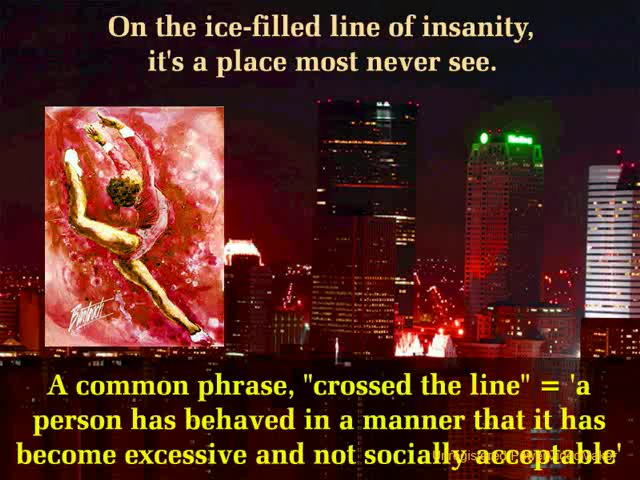 On the ice-filled line of insanity,
it's a place most never see.
A common phrase, "crossed the line" = 'a
person has behaved in a manner that it has
become excessive and not socially acceptable'